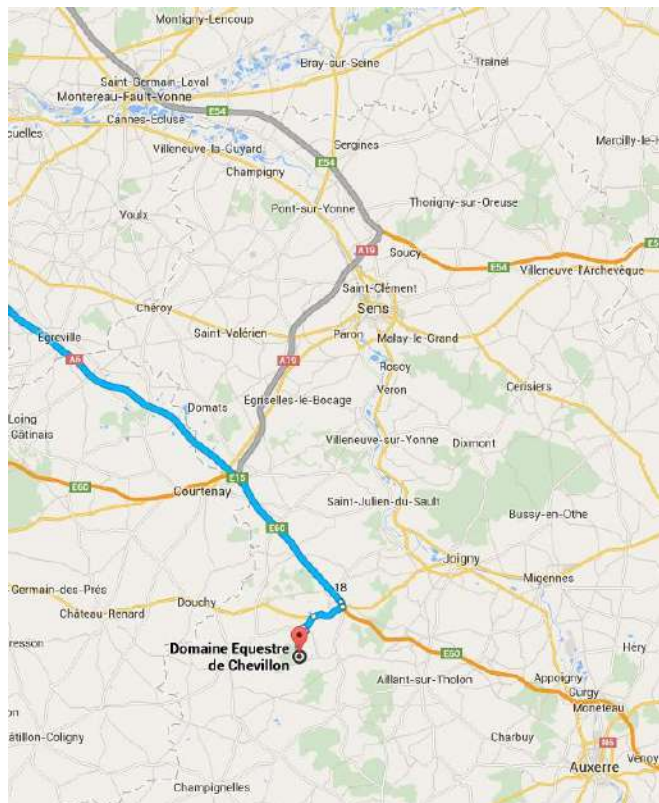 Montigny-Lencoup
Bray-sur-Seine
Traînel
Saint-Germain-Laval
Montereau-Fault-Yonne
E54
Cannes-Ecluse
Sergines
Marcilly-le-H
Villeneuve-la-Guyard
E54
Champigny
Voulx
Pont-sur-Yonne
Thorigny-sur-Oreuse
A19
Soucy
E54
Villeneuve l'Archevêque
Saint-Clément
Chéroy
Sens
Saint-Valérien
Paron
Malay-le-Grand
Egreville
A6
A19
Rosoy
Veron
Cerisiers
Egriselles-le-Bocage
Domats
Loing
Gâtinais
Villeneuve-sur-Yonne
Dixmont
E60
Courtenay
E15
Saint-Julien-du-Sault
Bussy-en-Othe
E60
Joigny
Migennes
18
Germain-des-Prés
Château-Renard
Douchy
Domaine Equestre
de Chevillon
E60
Héry
Appoigny
Aillant-sur-Tholon
Gurgy
Moneteau
Charbuy
N6
âtillon-Coligny
Venoy
Auxerre
Champignelles